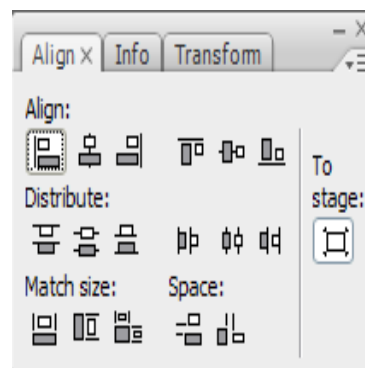 Align × Info Transform
Align:
To stage:
Distribute:
Match size: Space: